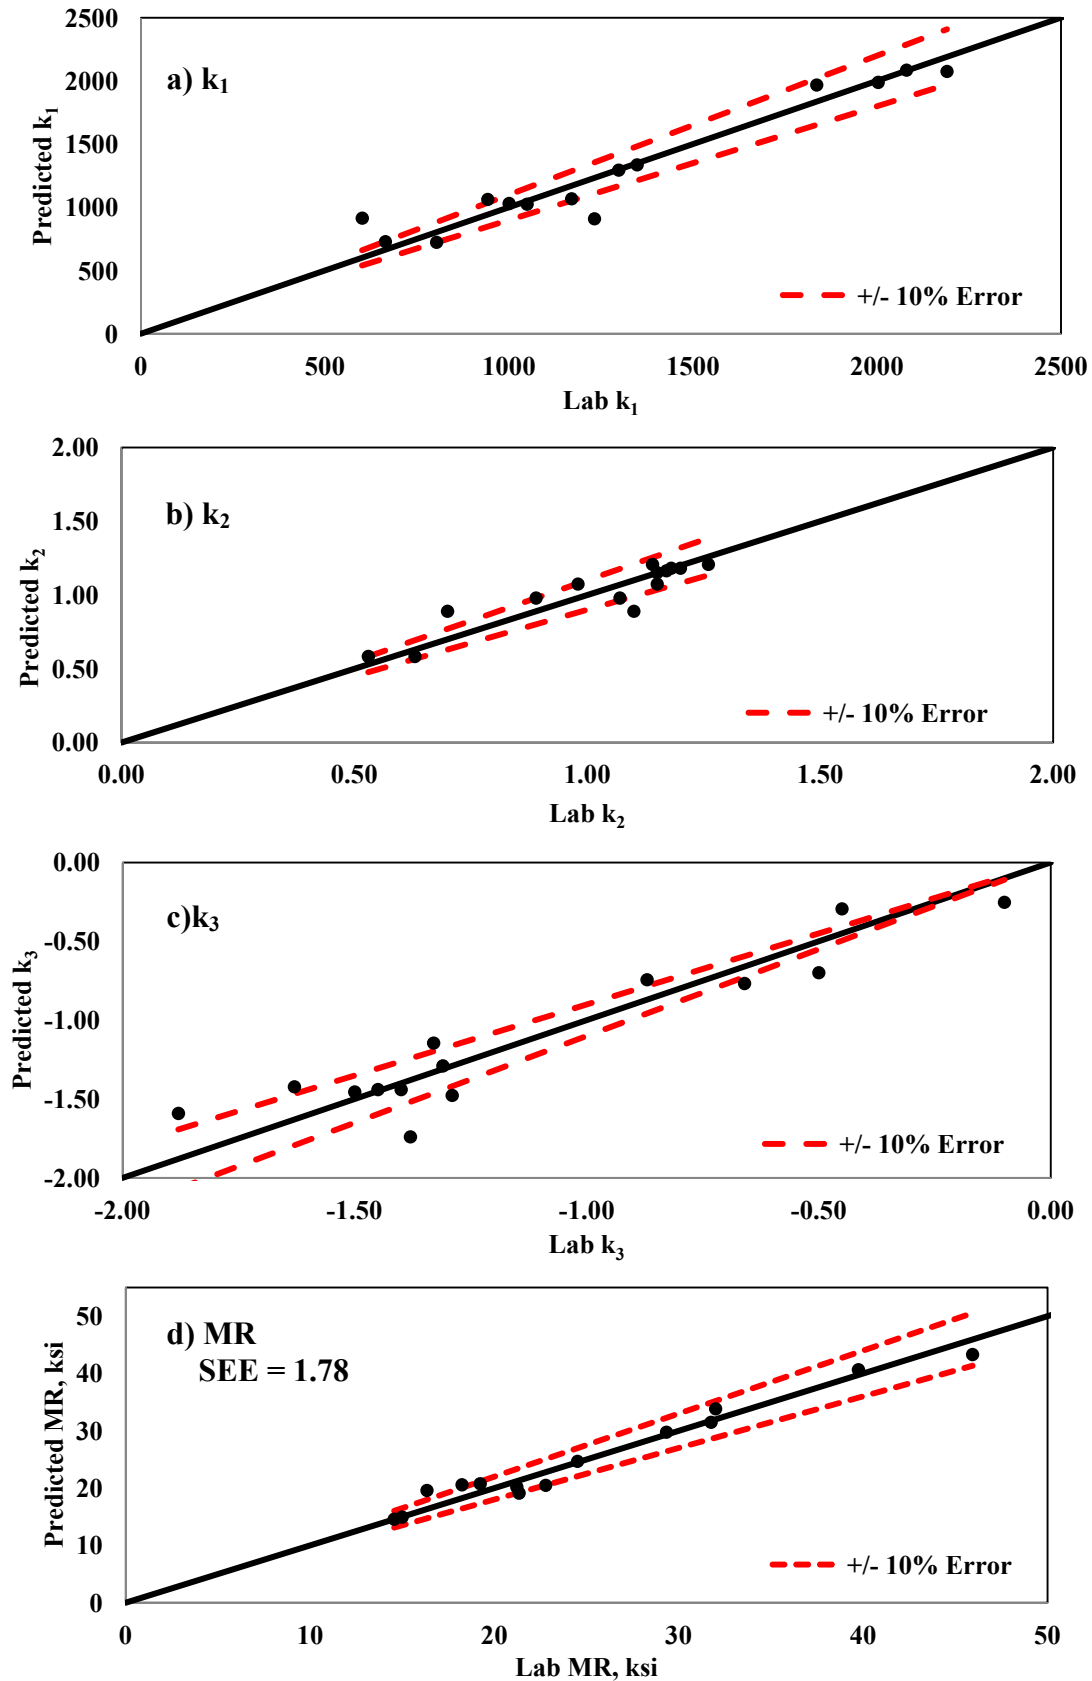 2500
2000
1500
1000
500
0
Predicted k1
a) k1
+/- 10% Error
0 500 1000 1500 2000 2500
Lab k1
2.00
1.50
1.00
0.50
0.00
Predicted k2
b) k2
+/- 10% Error
0.00 0.50 1.00 1.50 2.00
Lab k2
0.00
-0.50
-1.00
-1.50
-2.00
Predicted k3
c)k3
+/- 10% Error
-2.00 -1.50 -1.00 -0.50 0.00
Lab k3
50
40
30
20
10
0
Predicted MR, ksi
d) MR
SEE = 1.78
+/- 10% Error
0 10 20 30 40 50
Lab MR, ksi